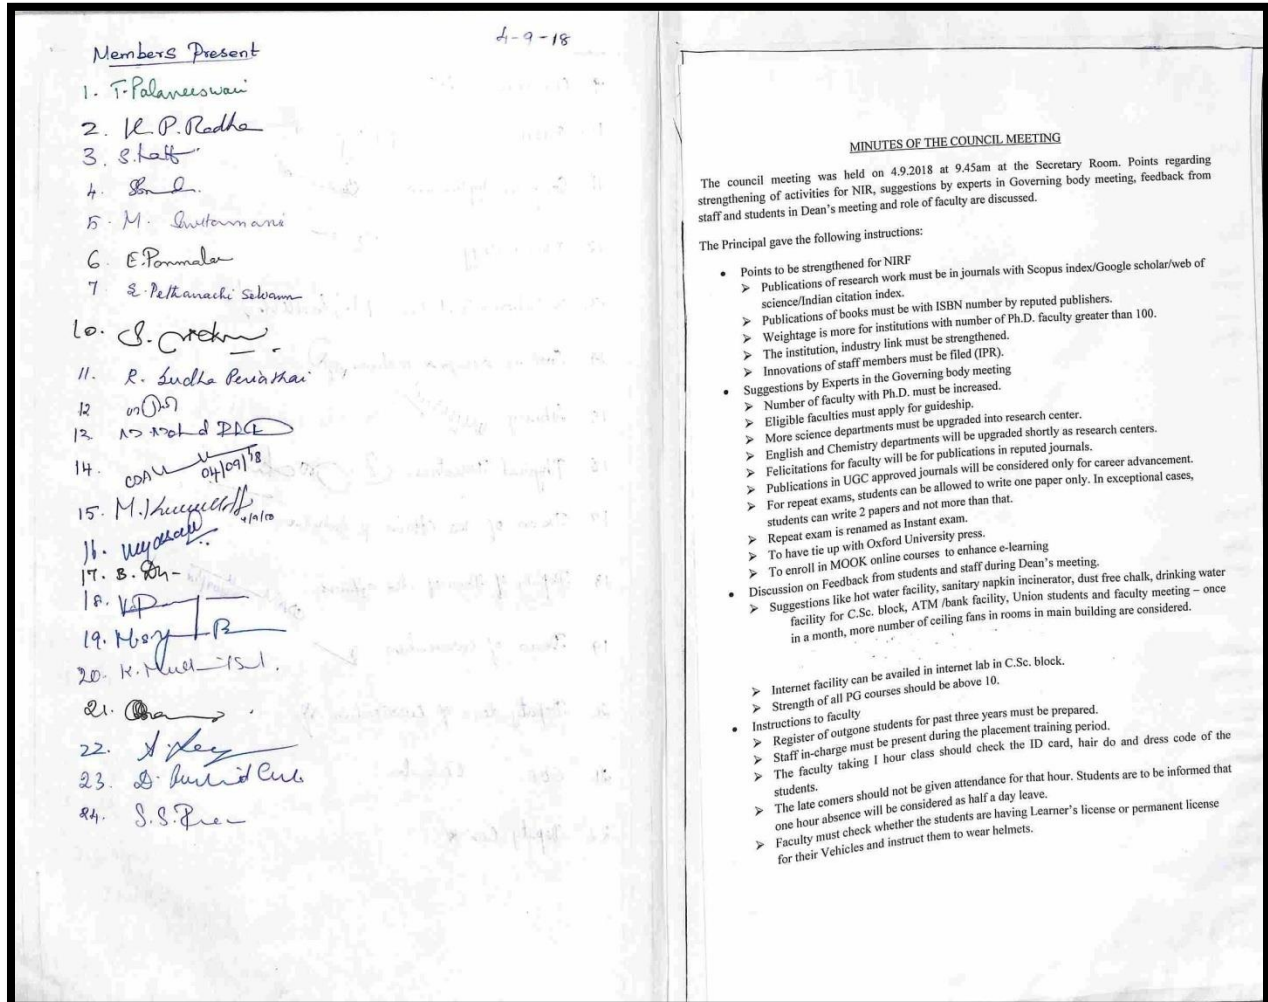 4-9-18
Members Present
1. T. Palaneeswari
2. K. P. Radha
3.
4.
5. M.
6. E. Ponmalar
7 S. Pethanachi Selvam
10. S.
11. R. Sudha Periathai
12
13.
14. 04/09/18
15. M. 4/9/18
16.
17. B.
18.
19.
20. K.
21.
22. A.
23 D.
24. S.S.
MINUTES OF THE COUNCIL MEETING
The council meeting was held on 4.9.2018 at 9.45am at the Secretary Room. Points regarding
strengthening of activities for NIR, suggestions by experts in Governing body meeting, feedback from
staff and students in Dean's meeting and role of faculty are discussed.
The Principal gave the following instructions:
• Points to be strengthened for NIRF
➢ Publications of research work must be in journals with Scopus index/Google scholar/web of
science/Indian citation index.
➢ Publications of books must be with ISBN number by reputed publishers.
➢ Weightage is more for institutions with number of Ph.D. faculty greater than 100.
➢ The institution, industry link must be strengthened.
➢ Innovations of staff members must be filed (IPR).
• Suggestions by Experts in the Governing body meeting
➢ Number of faculty with Ph.D. must be increased.
➢ Eligible faculties must apply for guideship.
➢ More science departments must be upgraded into research center.
➢ English and Chemistry departments will be upgraded shortly as research centers.
➢ Felicitations for faculty will be for publications in reputed journals.
➢ Publications in UGC approved journals will be considered only for career advancement.
➢ For repeat exams, students can be allowed to write one paper only. In exceptional cases,
students can write 2 papers and not more than that.
➢ Repeat exam is renamed as Instant exam.
➢ To have tie up with Oxford University press.
➢ To enroll in MOOK online courses to enhance e-learning
• Discussion on Feedback from students and staff during Dean's meeting.
➢ Suggestions like hot water facility, sanitary napkin incinerator, dust free chalk, drinking water
facility for C.Sc. block, ATM /bank facility, Union students and faculty meeting – once
in a month, more number of ceiling fans in rooms in main building are considered.
➢ Internet facility can be availed in internet lab in C.Sc. block.
➢ Strength of all PG courses should be above 10.
• Instructions to faculty
➢ Register of outgone students for past three years must be prepared.
➢ Staff in-charge must be present during the placement training period.
➢ The faculty taking I hour class should check the ID card, hair do and dress code of the
students.
➢ The late comers should not be given attendance for that hour. Students are to be informed that
one hour absence will be considered as half a day leave.
➢ Faculty must check whether the students are having Learner's license or permanent license
for their Vehicles and instruct them to wear helmets.